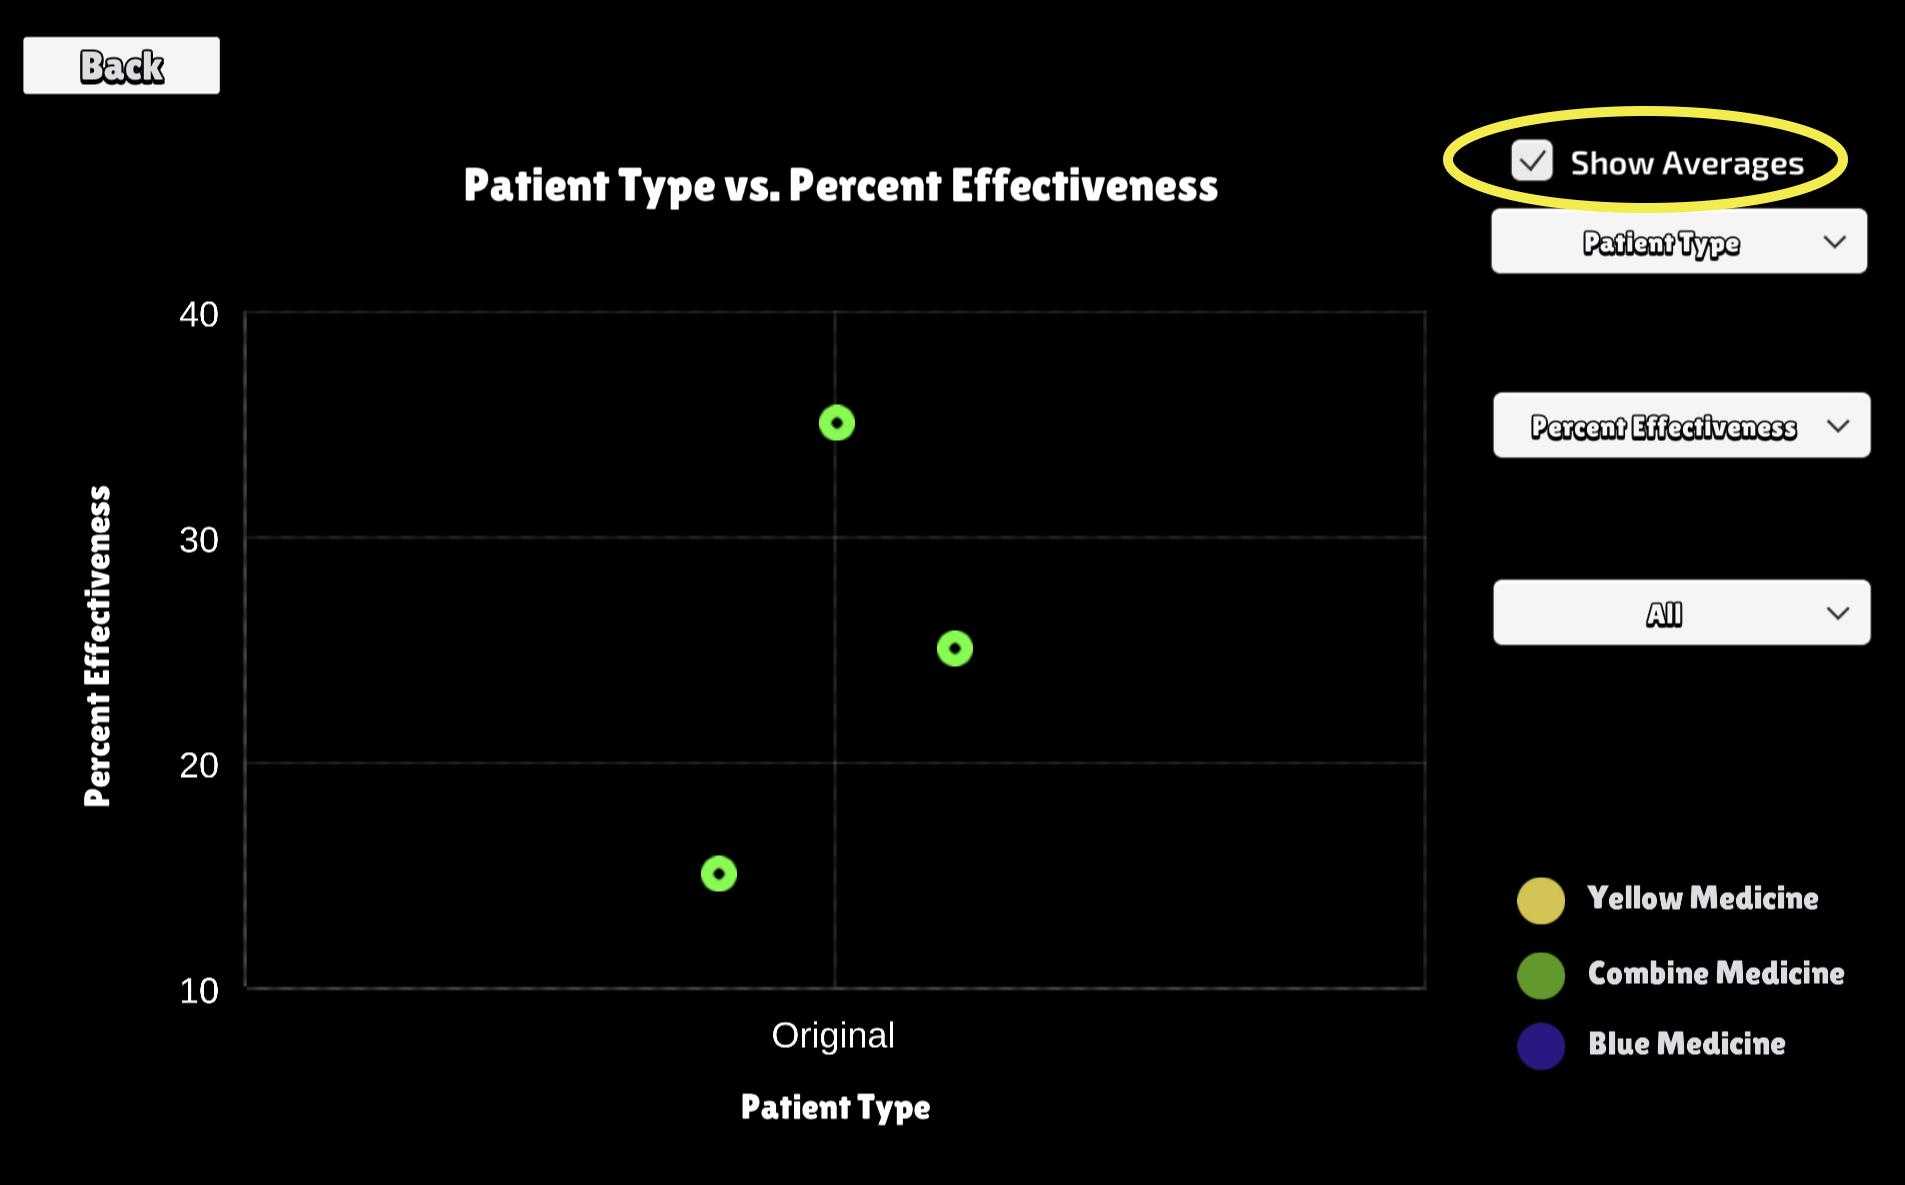 Back
Show Averages
Patient Type vs. Percent Effectiveness
Patient Type
Percent Effectiveness
All
40
30
20
10
Percent Effectiveness
Original
Patient Type
Yellow Medicine
Combine Medicine
Blue Medicine